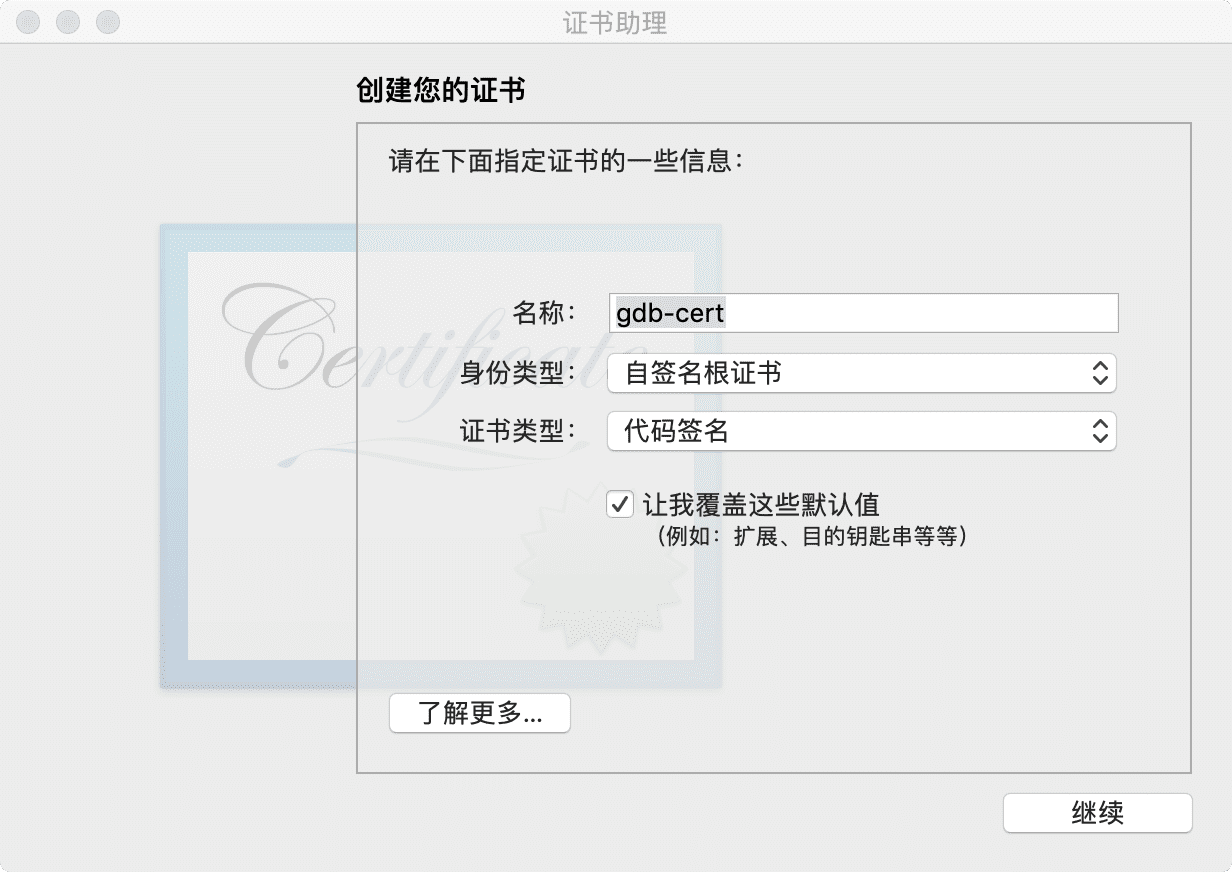 证书助理
创建您的证书
请在下面指定证书的一些信息：
Certificate
名称： gdb-cert
身份类型： 自签名根证书
证书类型： 代码签名
让我覆盖这些默认值
（例如：扩展、目的钥匙串等等）
了解更多...
继续